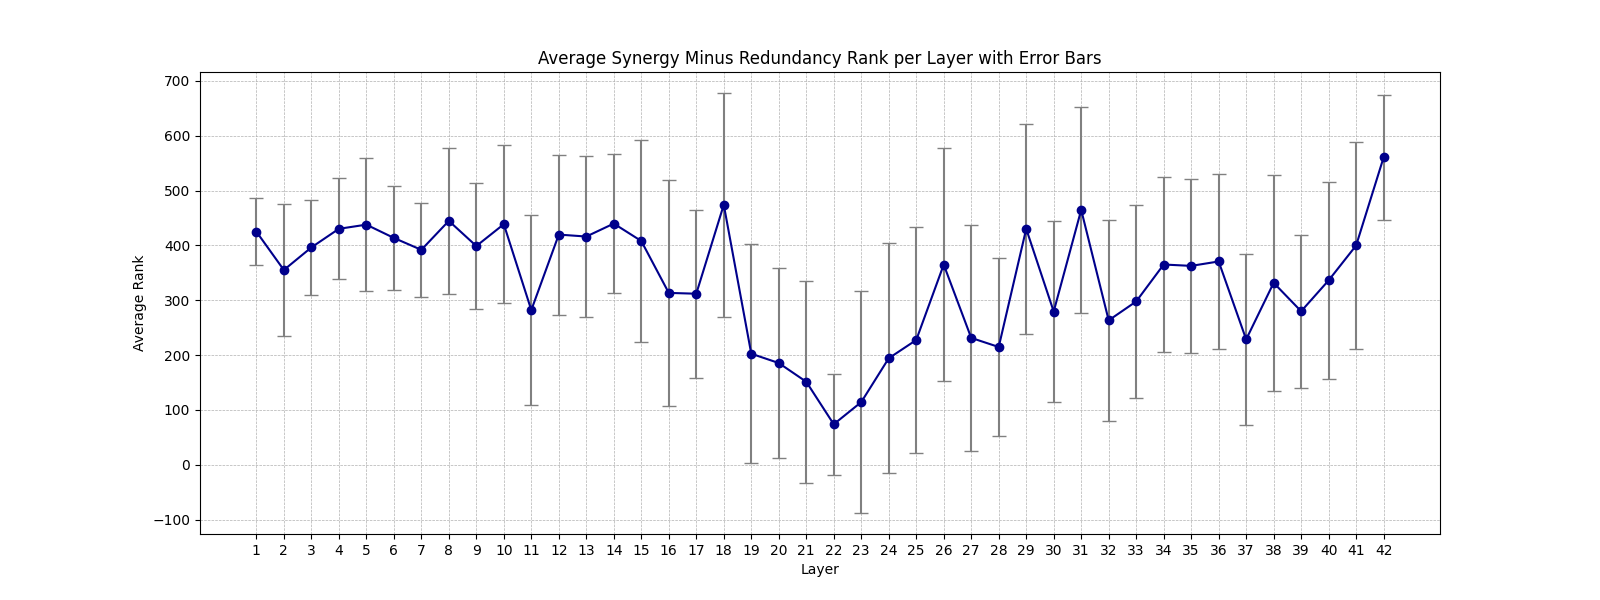 Average Synergy Minus Redundancy Rank per Layer with Error Bars
700
600
500
400
300
200
100
0
−100
Average Rank
1 2 3 4 5 6 7 8 9 10 11 12 13 14 15 16 17 18 19 20 21 22 23 24 25 26 27 28 29 30 31 32 33 34 35 36 37 38 39 40 41 42
Layer